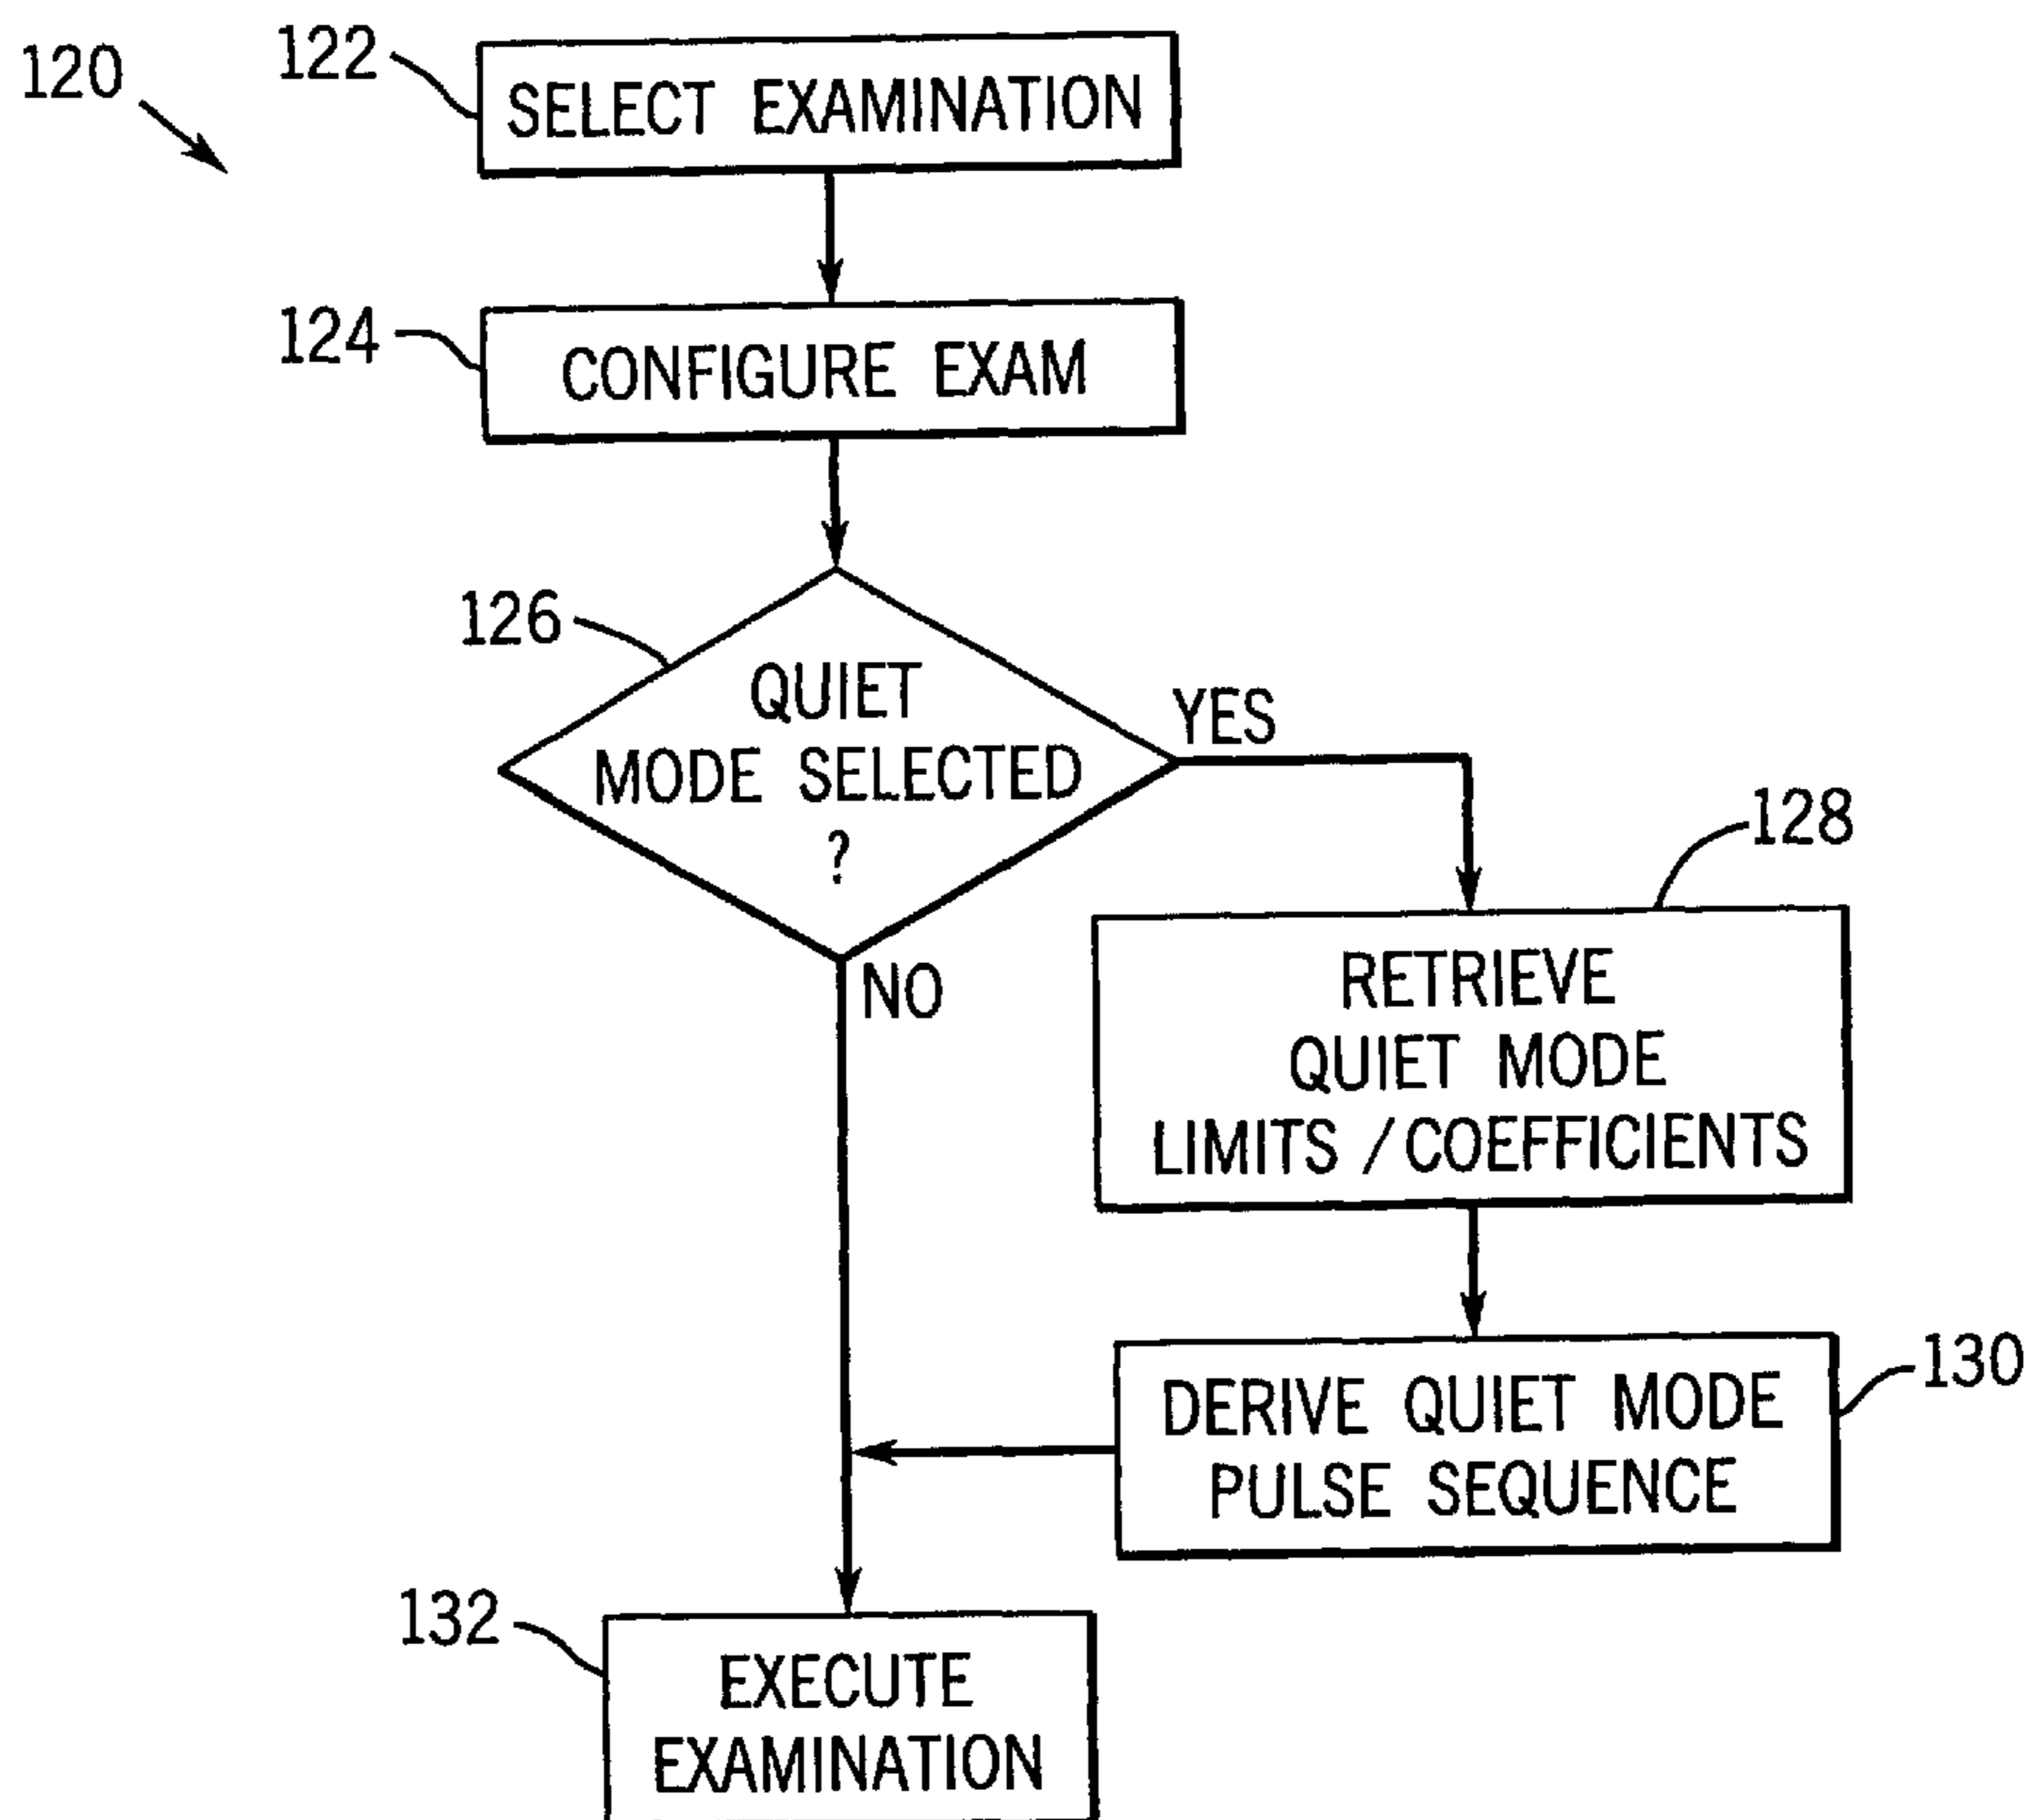 120
122
SELECT EXAMINATION
124
CONFIGURE EXAM
126
QUIET
MODE SELECTED
?
YES
NO
128
RETRIEVE
QUIET MODE
LIMITS / COEFFICIENTS
130
DERIVE QUIET MODE
PULSE SEQUENCE
132
EXECUTE
EXAMINATION